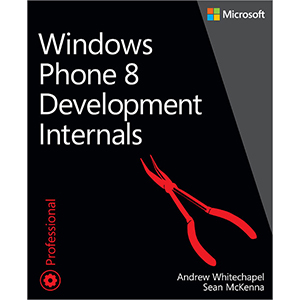 Microsoft
Windows
Phone 8
Development
Internals
Professional
Andrew Whitechapel
Sean McKenna